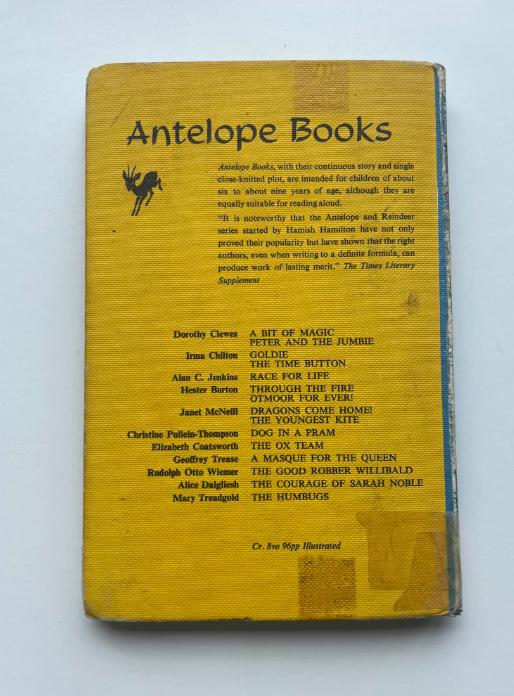 Antelope Books
Antelope Books, with their continuous story and single
close-knitted plot, are intended for children of about
six to about nine years of age, although they are
equally suitable for reading aloud.
"It is noteworthy that the Antelope and Reindeer
series started by Hamish Hamilton have not only
proved their popularity but have shown that the right
authors, even when writing to a definite formula, can
produce work of lasting merit." The Times Literary
Supplement
Dorothy Clewes A BIT OF MAGIC
PETER AND THE JUMBIE
Irma Chilton GOLDIE
THE TIME BUTTON
Alan C. Jenkins RACE FOR LIFE
Hester Burton THROUGH THE FIRE
OTMOOR FOR EVER!
Janet McNeill DRAGONS COME HOME!
THE YOUNGEST KITE
Christine Pullein-Thompson DOG IN A PRAM
Elizabeth Coatsworth THE OX TEAM
Geoffrey Trease A MASQUE FOR THE QUEEN
Rudolph Otto Wiemer THE GOOD ROBBER WILLIBALD
Alice Dalgliesh THE COURAGE OF SARAH NOBLE
Mary Treadgold THE HUMBUGS
Cr. 8vo 96pp Illustrated